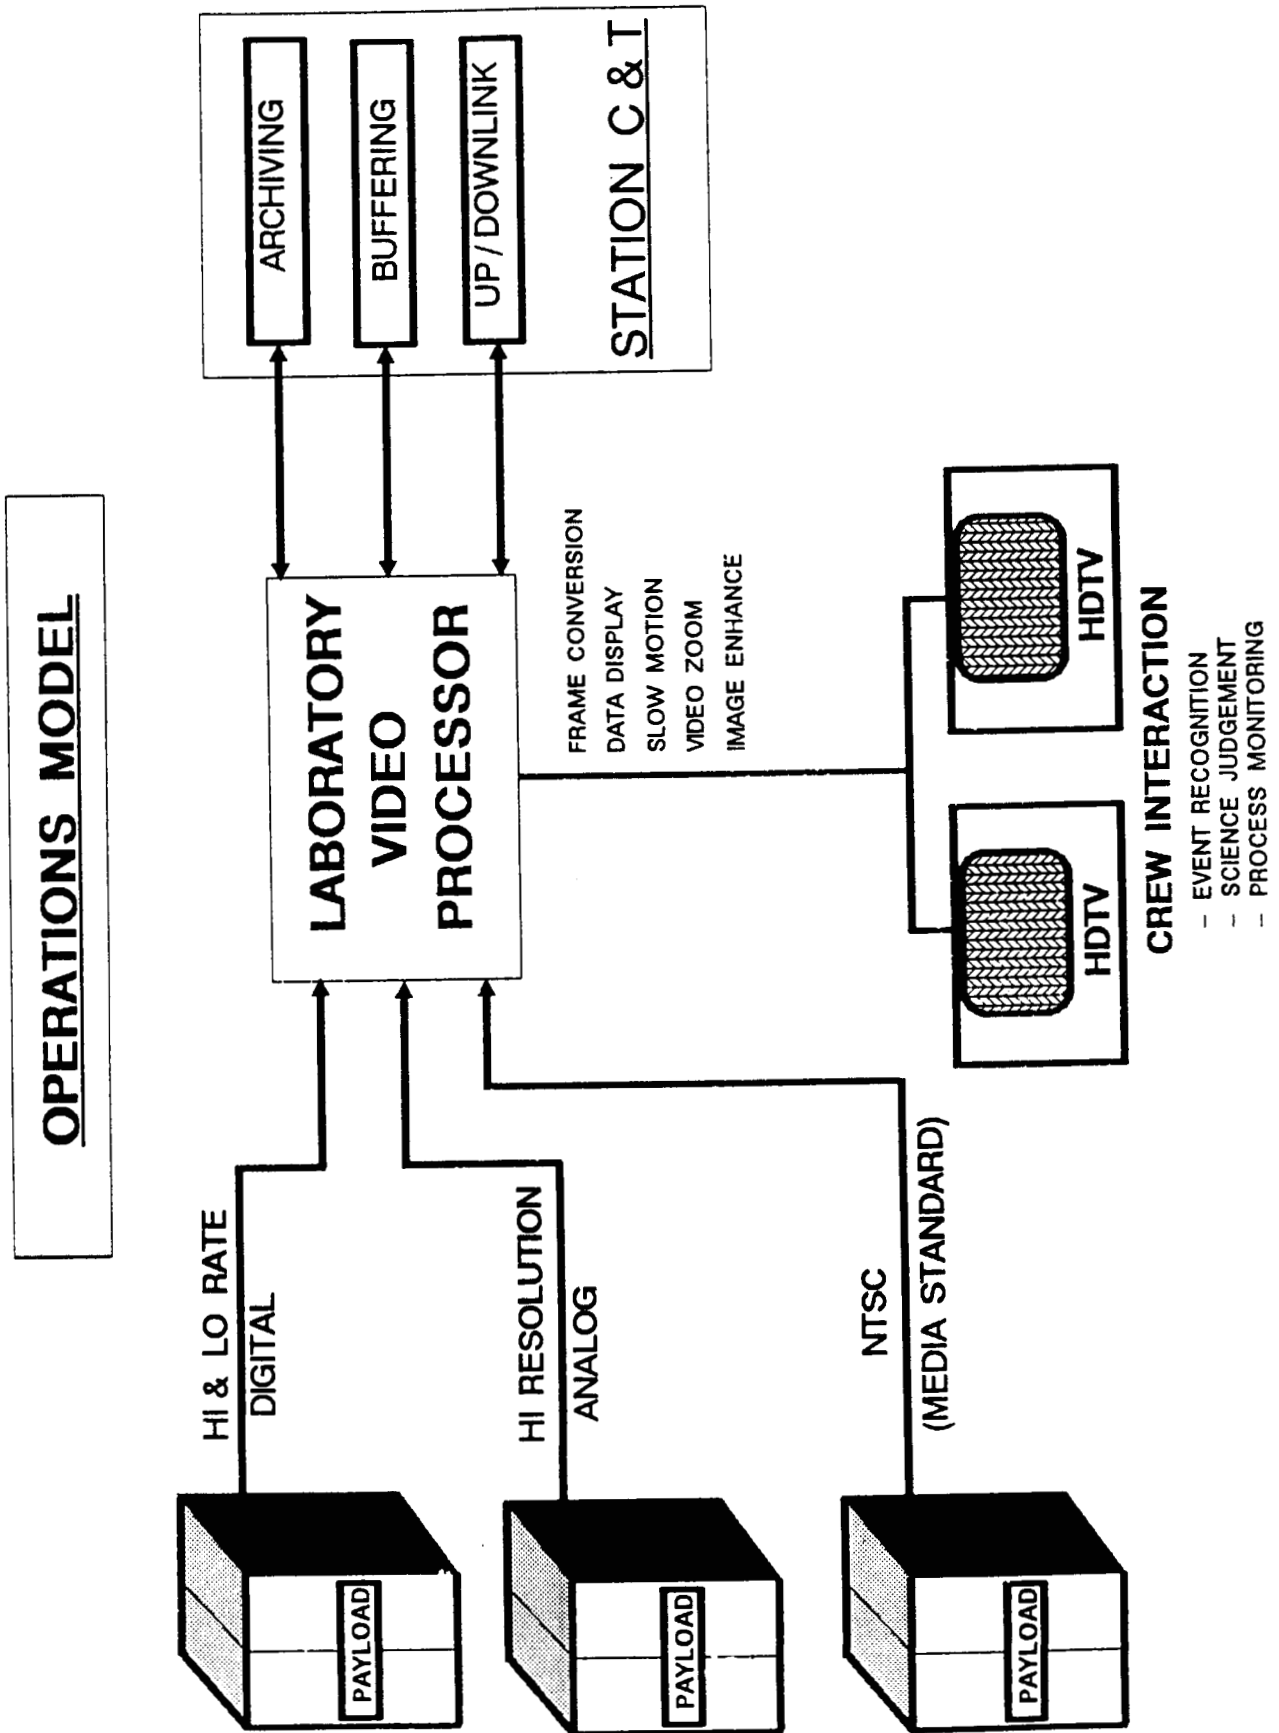 OPERATIONS MODEL
HI & LO RATE
DIGITAL
HI RESOLUTION
ANALOG
NTSC
(MEDIA STANDARD)
PAYLOAD
PAYLOAD
PAYLOAD
LABORATORY
VIDEO
PROCESSOR
ARCHIVING
BUFFERING
UP / DOWNLINK
STATION C & T
FRAME CONVERSION
DATA DISPLAY
SLOW MOTION
VIDEO ZOOM
IMAGE ENHANCE
HDTV
HDTV
CREW INTERACTION
- EVENT RECOGNITION
- SCIENCE JUDGEMENT
- PROCESS MONITORING